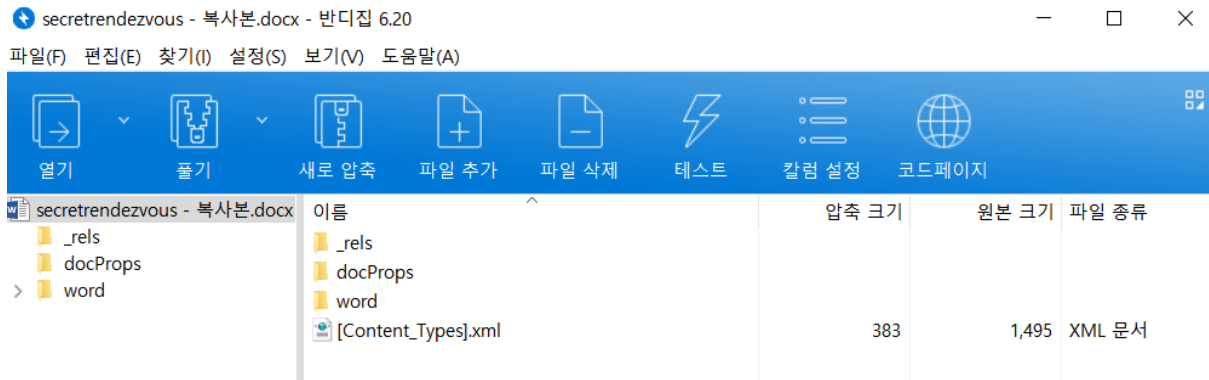 secretrendezvous - 복사본.docx - 반디집 6.20
파일(F) 편집(E) 찾기(I) 설정(S) 보기(V) 도움말(A)
열기 풀기 새로 압축 파일 추가 파일 삭제 테스트 칼럼 설정 코드페이지
secretrendezvous - 복사본.docx
_rels
docProps
word
이름 압축 크기 원본 크기 파일 종류
_rels
docProps
word
[Content_Types].xml 383 1,495 XML 문서